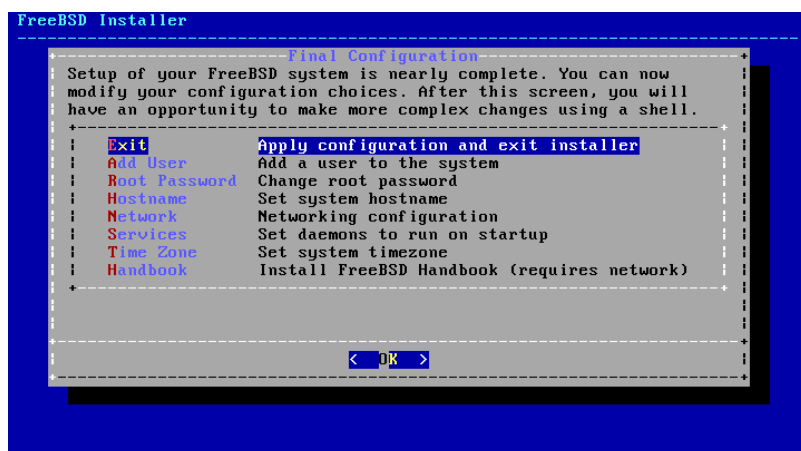 FreeBSD Installer
Final Configuration
Setup of your FreeBSD system is nearly complete. You can now
modify your configuration choices. After this screen, you will
have an opportunity to make more complex changes using a shell.
Exit Apply configuration and exit installer
Add User Add a user to the system
Root Password Change root password
Hostname Set system hostname
Network Networking configuration
Services Set daemons to run on startup
Time Zone Set system timezone
Handbook Install FreeBSD Handbook (requires network)
< OK >